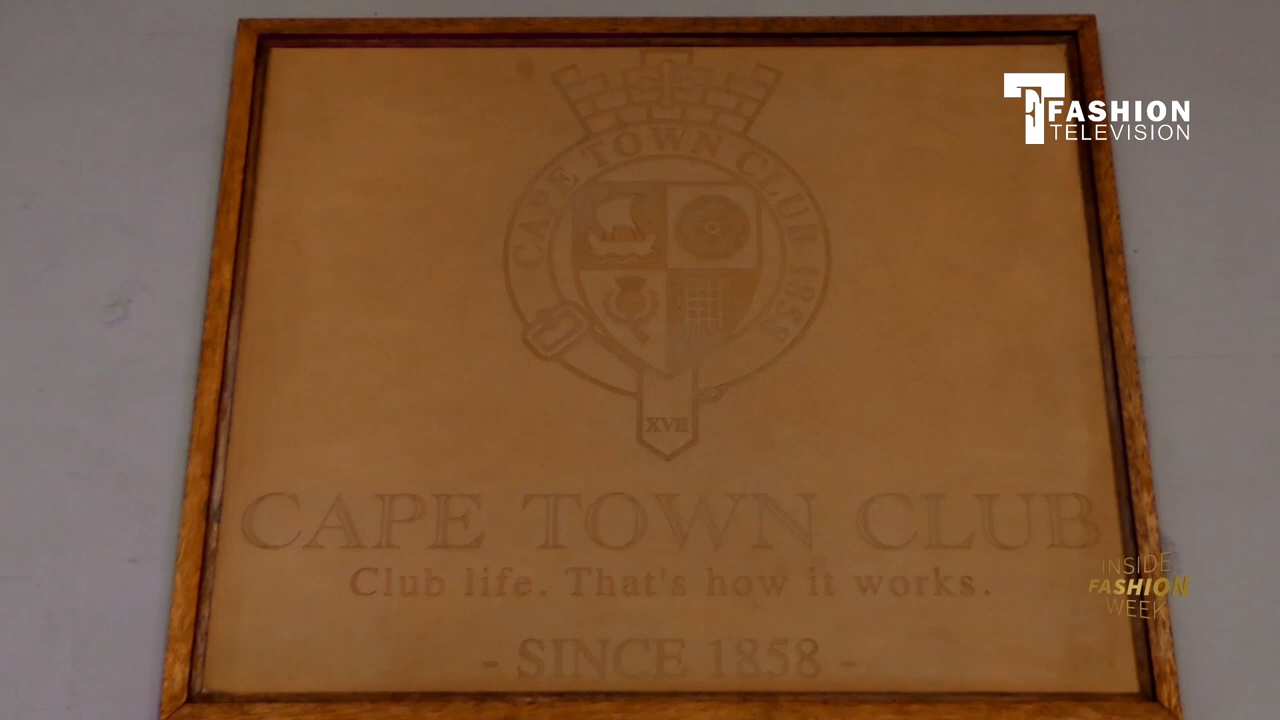 FASHION
TELEVISION
CAPE TOWN CLUB 1858
XVII
CAPE TOWN CLUB
Club life. That's how it works.
- SINCE 1858 -
INSIDE
FASHION
WEEK